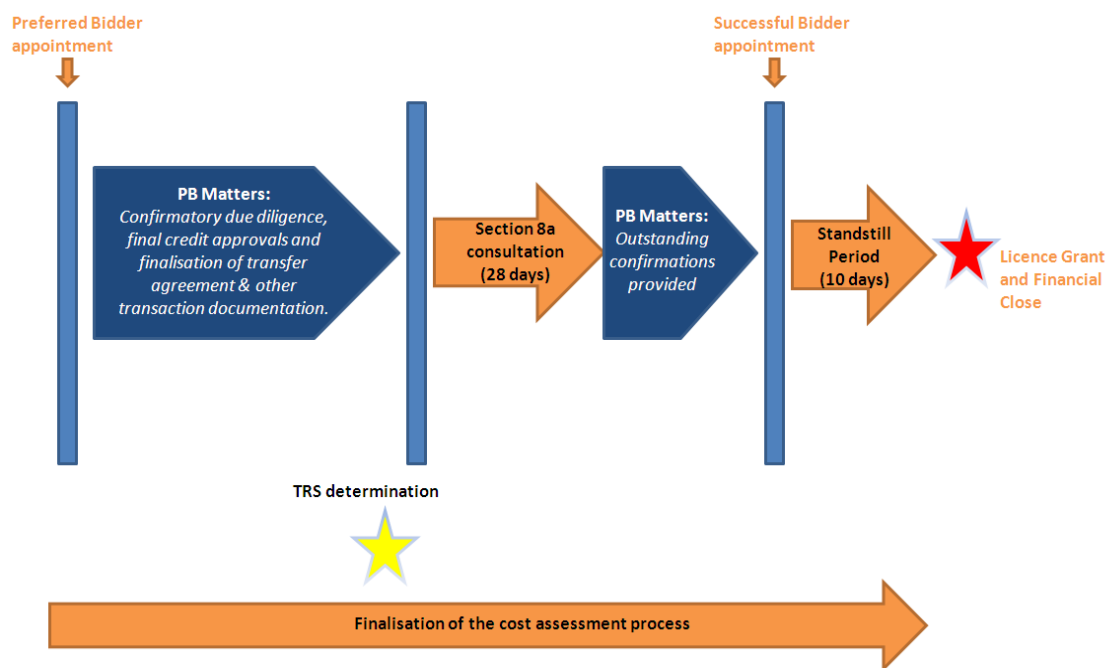 Preferred Bidder
appointment
Successful Bidder
appointment
PB Matters:
Confirmatory due diligence,
final credit approvals and
finalisation of transfer
agreement & other
transaction documentation.
Section 8a
consultation
(28 days)
PB Matters:
Outstanding
confirmations
provided
Standstill
Period
(10 days)
Licence Grant
and Financial
Close
TRS determination
Finalisation of the cost assessment process